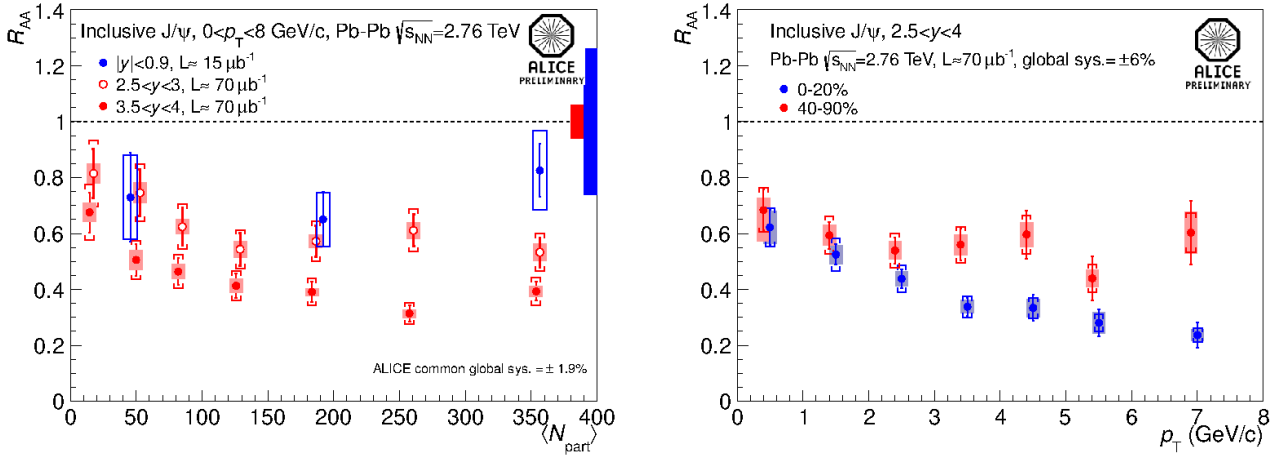 R_AA
Inclusive J/ψ, 0<p_T<8 GeV/c, Pb-Pb √s_NN=2.76 TeV
|y|<0.9, L≈ 15 μb⁻¹
2.5<y<3, L≈ 70 μb⁻¹
3.5<y<4, L≈ 70 μb⁻¹
ALICE
PRELIMINARY
1.4
1.2
1
0.8
0.6
0.4
0.2
0
ALICE common global sys. = ± 1.9%
0 50 100 150 200 250 300 350 400
⟨N_part⟩
R_AA
Inclusive J/ψ, 2.5<y<4
Pb-Pb √s_NN=2.76 TeV, L≈70 μb⁻¹, global sys.= ±6%
0-20%
40-90%
ALICE
PRELIMINARY
1.4
1.2
1
0.8
0.6
0.4
0.2
0
0 1 2 3 4 5 6 7 8
p_T (GeV/c)